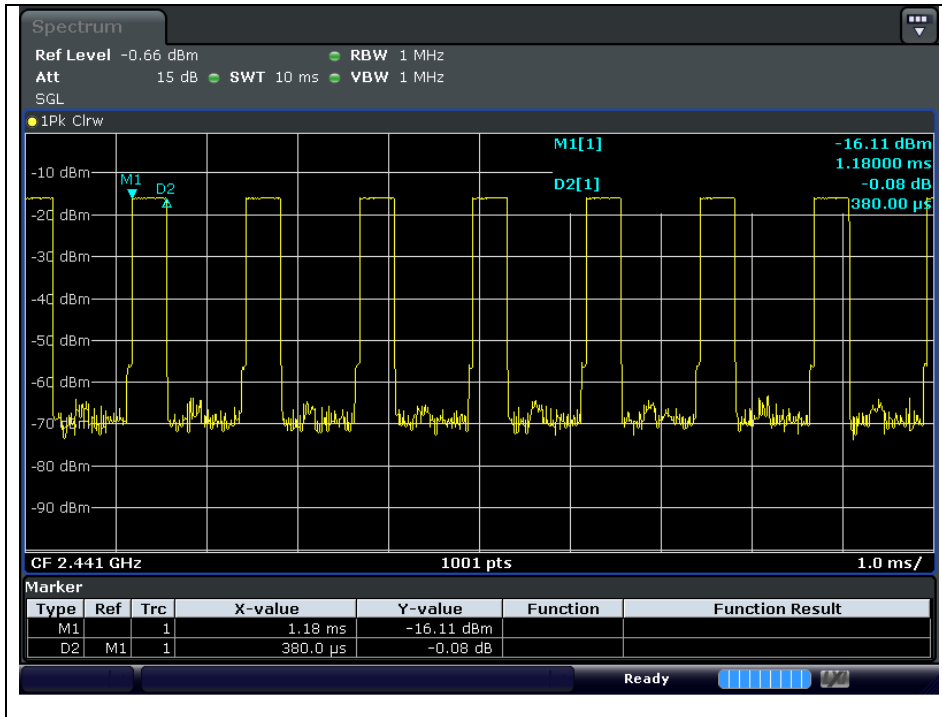 Spectrum
Ref Level -0.66 dBm RBW 1 MHz
Att 15 dB SWT 10 ms VBW 1 MHz
SGL
1Pk Clrw
M1[1] -16.11 dBm
1.18000 ms
D2[1] -0.08 dB
380.00 µs
M1
D2
-10 dBm
-20 dBm
-30 dBm
-40 dBm
-50 dBm
-60 dBm
-70 dBm
-80 dBm
-90 dBm
CF 2.441 GHz 1001 pts 1.0 ms/
Marker
Type Ref Trc X-value Y-value Function Function Result
M1 1 1.18 ms -16.11 dBm
D2 M1 1 380.0 µs -0.08 dB
Ready